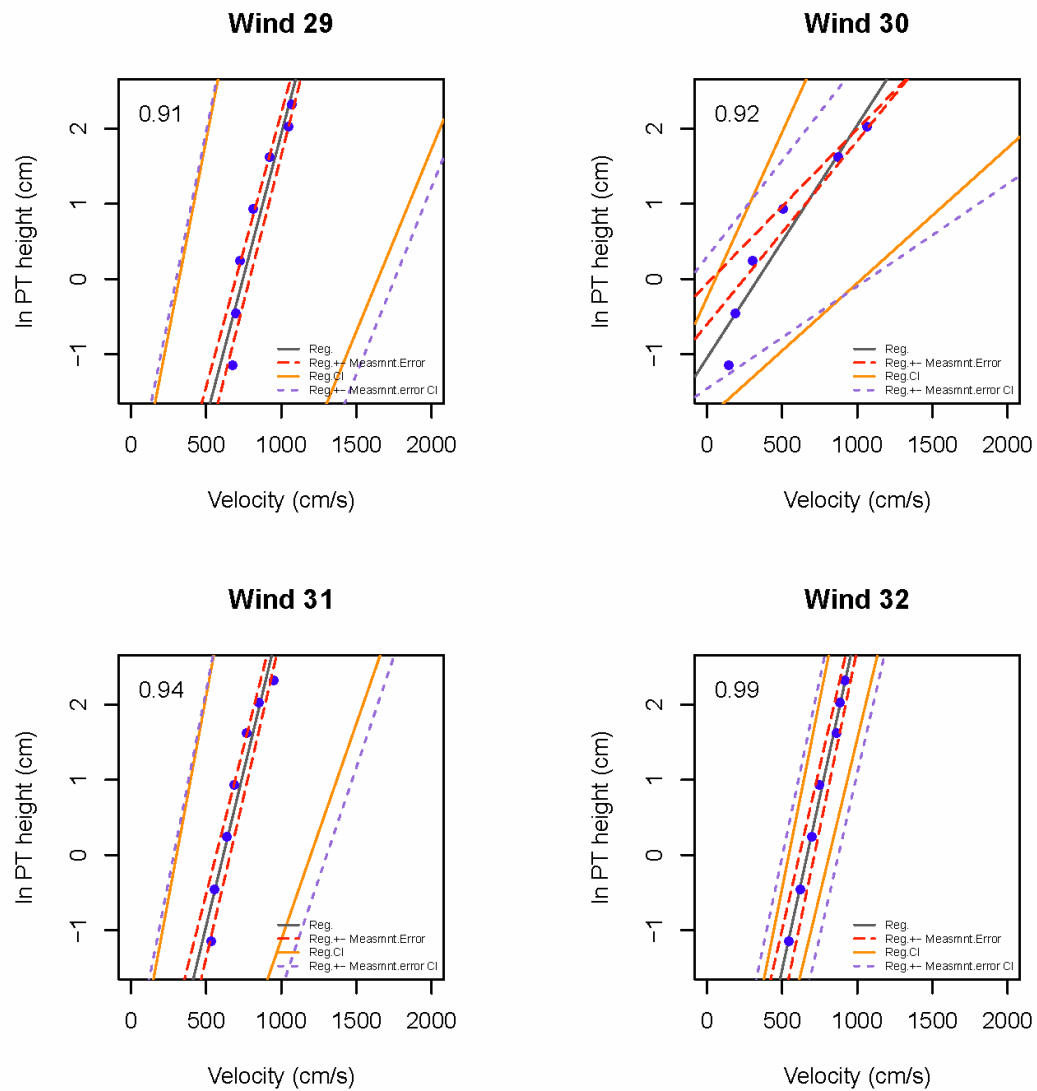 Wind 29
0.91
ln PT height (cm)
2
1
0
−1
Reg.
Reg.+− Measmnt.Error
Reg.CI
Reg.+− Measmnt.error CI
0 500 1000 1500 2000
Velocity (cm/s)
Wind 30
0.92
ln PT height (cm)
2
1
0
−1
Reg.
Reg.+− Measmnt.Error
Reg.CI
Reg.+− Measmnt.error CI
0 500 1000 1500 2000
Velocity (cm/s)
Wind 31
0.94
ln PT height (cm)
2
1
0
−1
Reg.
Reg.+− Measmnt.Error
Reg.CI
Reg.+− Measmnt.error CI
0 500 1000 1500 2000
Velocity (cm/s)
Wind 32
0.99
ln PT height (cm)
2
1
0
−1
Reg.
Reg.+− Measmnt.Error
Reg.CI
Reg.+− Measmnt.error CI
0 500 1000 1500 2000
Velocity (cm/s)